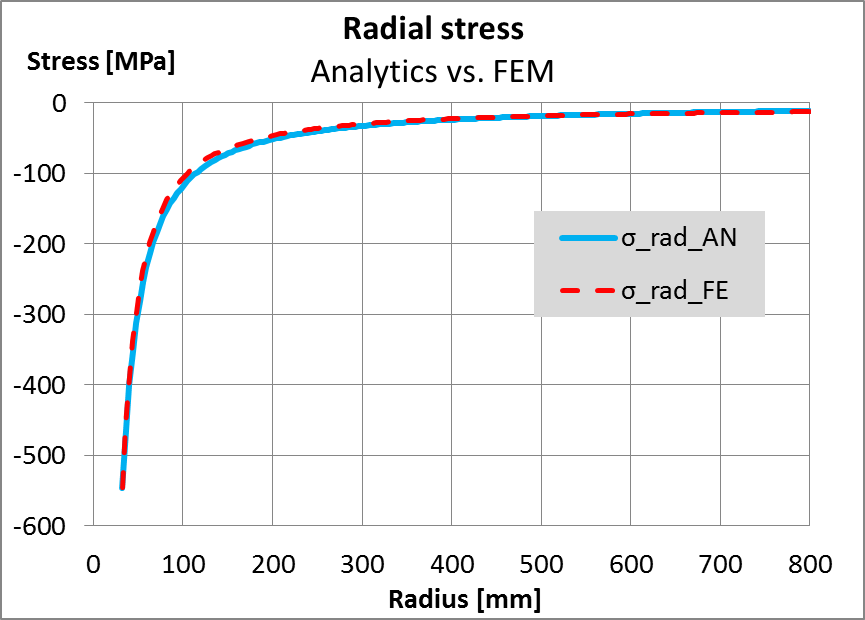 Radial stress
Stress [MPa]
Analytics vs. FEM
0
-100
-200
-300
-400
-500
-600
σ_rad_AN
σ_rad_FE
0 100 200 300 400 500 600 700 800
Radius [mm]